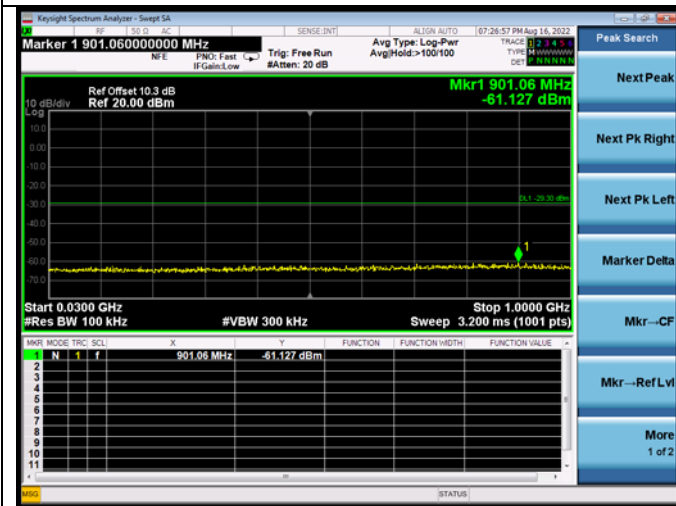 Keysight Spectrum Analyzer - Swept SA
RF 50 Ω AC SENSE:INT ALIGN AUTO 07:26:57 PM Aug 16, 2022
Marker 1 901.060000000 MHz
NFE PNO: Fast Trig: Free Run Avg Type: Log-Pwr TRACE 1 2 3 4 5 6
IFGain:Low #Atten: 20 dB Avg|Hold:>100/100 TYPE M
DET P N N N N N
Peak Search
Ref Offset 10.3 dB Mkr1 901.06 MHz
10 dB/div Ref 20.00 dBm -61.127 dBm
Log
10.0
0.00
-10.0
-20.0
-30.0 DL1 -29.30 dBm
-40.0
-50.0
-60.0
-70.0
1
Start 0.0300 GHz Stop 1.0000 GHz
#Res BW 100 kHz #VBW 300 kHz Sweep 3.200 ms (1001 pts)
MKR MODE TRC SCL X Y FUNCTION FUNCTION WIDTH FUNCTION VALUE
1 N 1 f 901.06 MHz -61.127 dBm
2
3
4
5
6
7
8
9
10
11
MSG STATUS
Next Peak
Next Pk Right
Next Pk Left
Marker Delta
Mkr→CF
Mkr→Ref Lvl
More
1 of 2